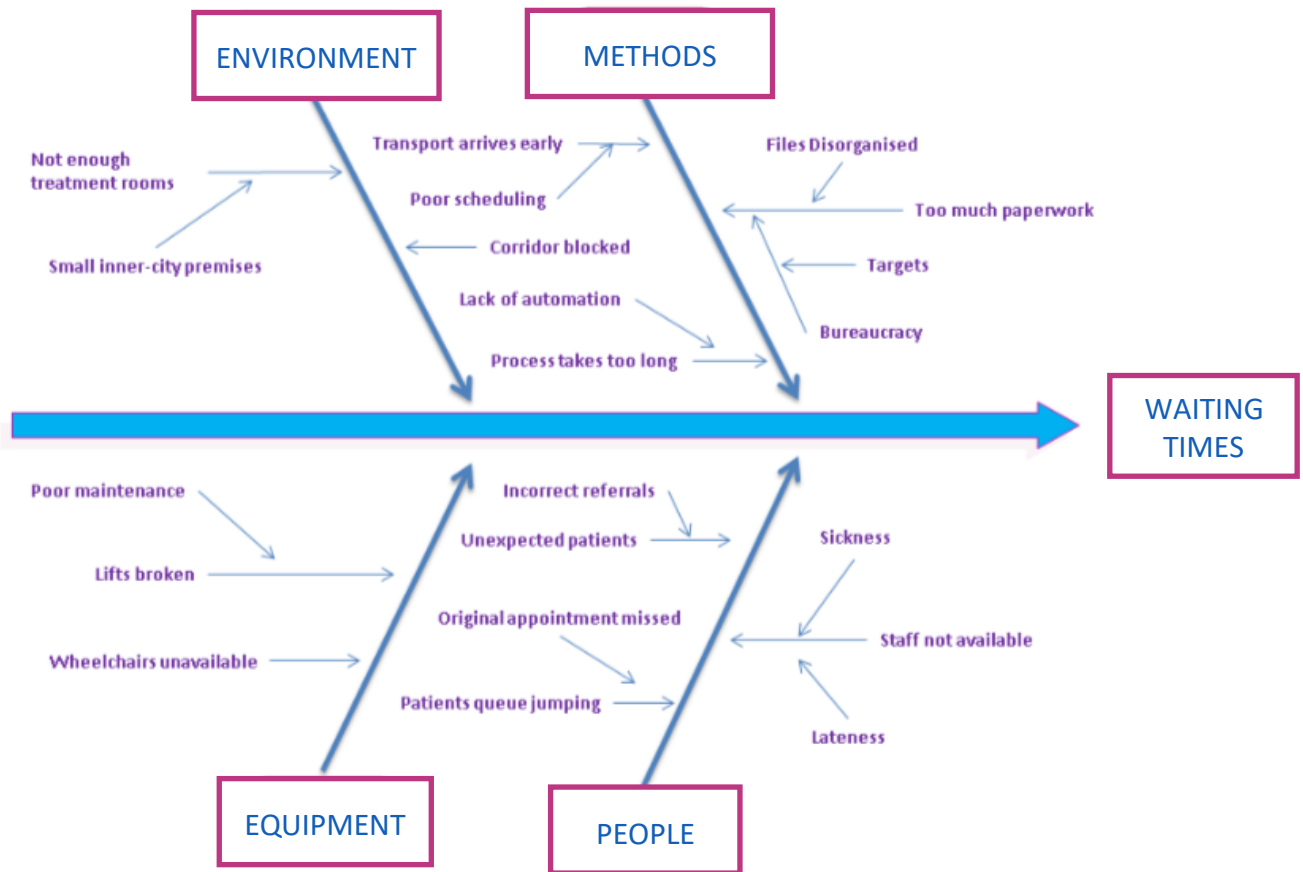 ENVIRONMENT
METHODS
Transport arrives early
Files Disorganised
Not enough
treatment rooms
Poor scheduling
Too much paperwork
Corridor blocked
Small inner-city premises
Targets
Lack of automation
Bureaucracy
Process takes too long
WAITING
TIMES
Poor maintenance
Incorrect referrals
Unexpected patients
Sickness
Lifts broken
Original appointment missed
Staff not available
Wheelchairs unavailable
Patients queue jumping
Lateness
EQUIPMENT
PEOPLE